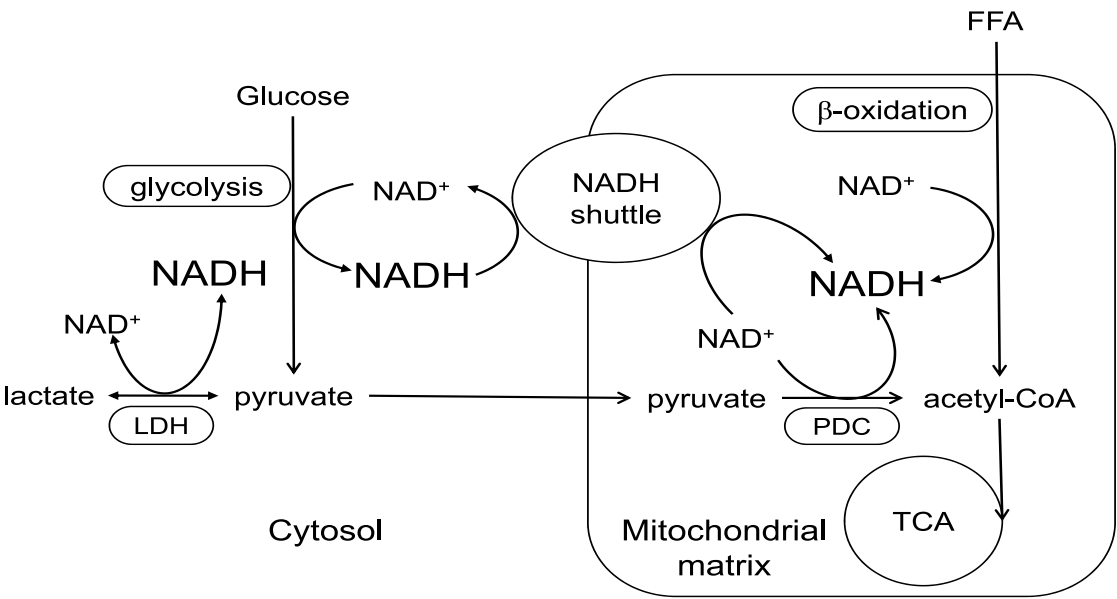 FFA
Glucose
β-oxidation
glycolysis
NAD⁺
NADH
shuttle
NAD⁺
NADH
NADH
NADH
NAD⁺
NAD⁺
lactate
pyruvate
pyruvate
acetyl-CoA
LDH
PDC
Cytosol
Mitochondrial
matrix
TCA